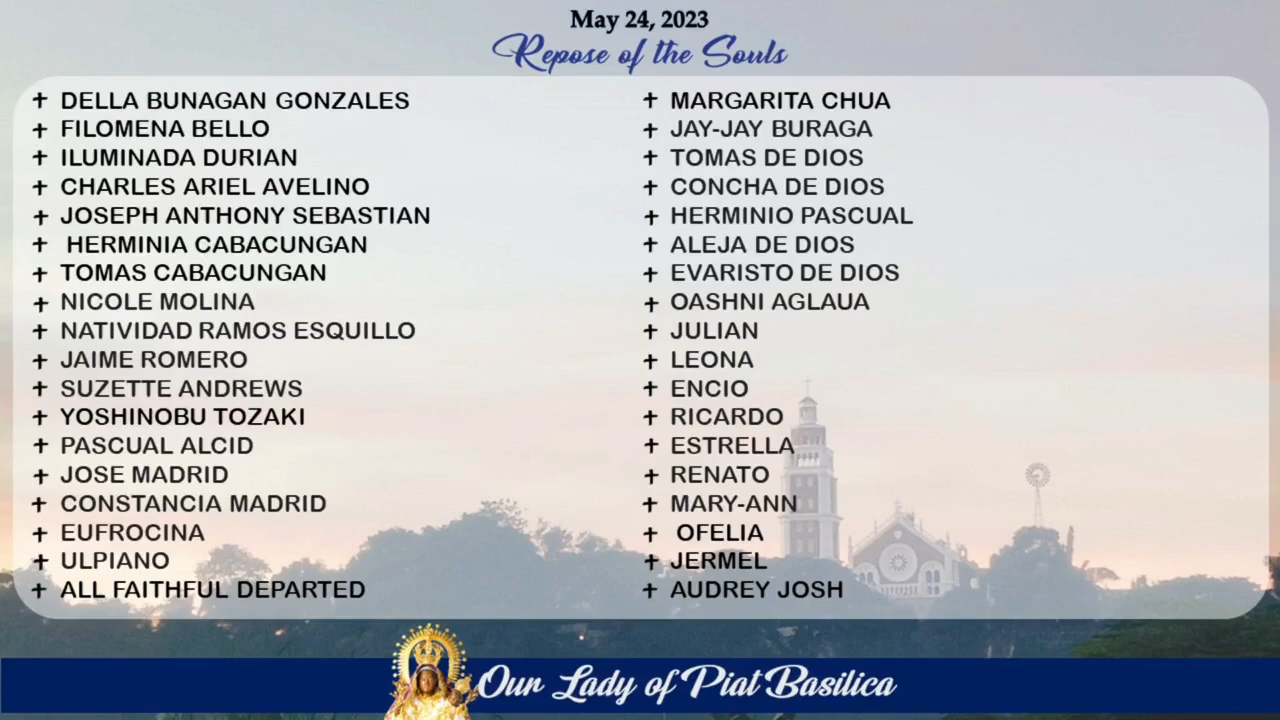 May 24, 2023
Repose of the Souls
✝ DELLA BUNAGAN GONZALES
✝ FILOMENA BELLO
✝ ILUMINADA DURIAN
✝ CHARLES ARIEL AVELINO
✝ JOSEPH ANTHONY SEBASTIAN
✝ HERMINIA CABACUNGAN
✝ TOMAS CABACUNGAN
✝ NICOLE MOLINA
✝ NATIVIDAD RAMOS ESQUILLO
✝ JAIME ROMERO
✝ SUZETTE ANDREWS
✝ YOSHINOBU TOZAKI
✝ PASCUAL ALCID
✝ JOSE MADRID
✝ CONSTANCIA MADRID
✝ EUFROCINA
✝ ULPIANO
✝ ALL FAITHFUL DEPARTED
✝ MARGARITA CHUA
✝ JAY-JAY BURAGA
✝ TOMAS DE DIOS
✝ CONCHA DE DIOS
✝ HERMINIO PASCUAL
✝ ALEJA DE DIOS
✝ EVARISTO DE DIOS
✝ OASHNI AGLAUA
✝ JULIAN
✝ LEONA
✝ ENCIO
✝ RICARDO
✝ ESTRELLA
✝ RENATO
✝ MARY-ANN
✝ OFELIA
✝ JERMEL
✝ AUDREY JOSH
Our Lady of Piat Basilica